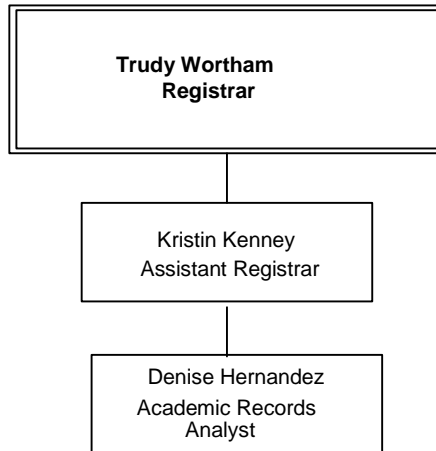 Trudy Wortham
Registrar
Kristin Kenney
Assistant Registrar
Denise Hernandez
Academic Records
Analyst